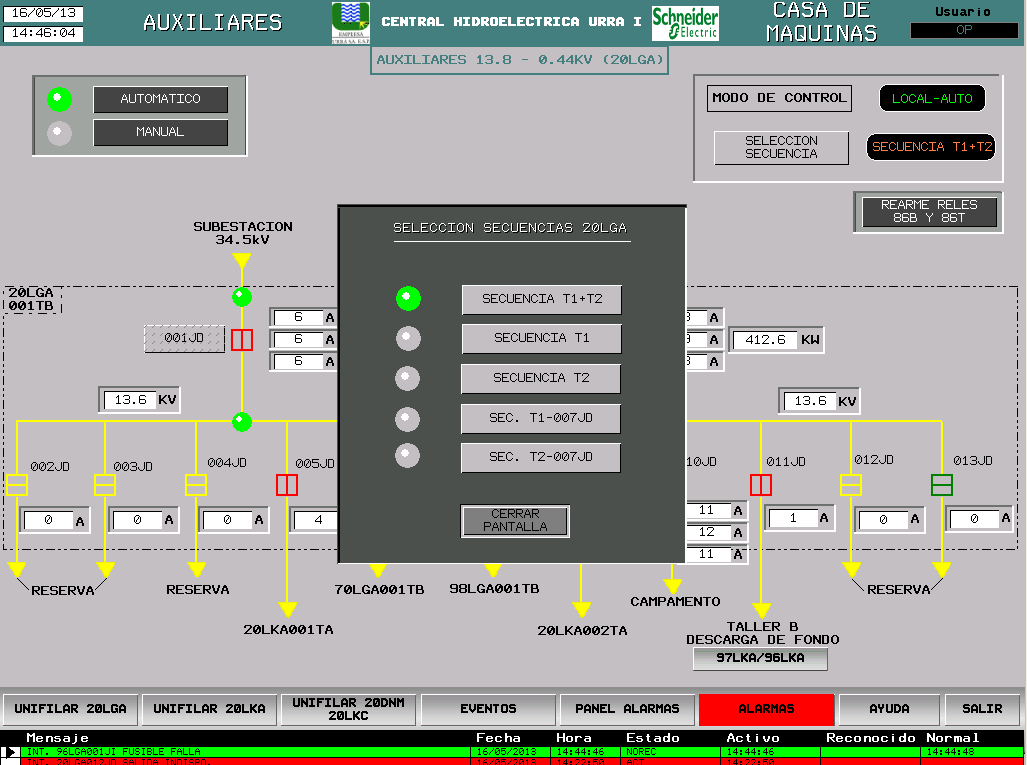 16/05/13
14:46:04
AUXILIARES
EMPRESA
URRA S.A. E.S.P
CENTRAL HIDROELECTRICA URRA I
Schneider
Electric
CASA DE
MAQUINAS
Usuario
OP
AUXILIARES 13.8 - 0.44KV (20LGA)
AUTOMATICO
MANUAL
MODO DE CONTROL
LOCAL-AUTO
SELECCION
SECUENCIA
SECUENCIA T1+T2
REARME RELES
86B Y 86T
SUBESTACION
34.5kV
20LGA
001TB
001JD
6 A
6 A
6 A
SELECCION SECUENCIAS 20LGA
SECUENCIA T1+T2
SECUENCIA T1
SECUENCIA T2
SEC. T1-007JD
SEC. T2-007JD
CERRAR
PANTALLA
A
A
A
412.6 KW
13.6 KV
13.6 KV
002JD
003JD
004JD
005JD
10JD
011JD
012JD
013JD
0 A
0 A
0 A
4
11 A
12 A
11 A
1 A
0 A
0 A
RESERVA
RESERVA
70LGA001TB
98LGA001TB
CAMPAMENTO
RESERVA
20LKA001TA
20LKA002TA
TALLER B
DESCARGA DE FONDO
97LKA/96LKA
UNIFILAR 20LGA
UNIFILAR 20LKA
UNIFILAR 20DNM
20LKC
EVENTOS
PANEL ALARMAS
ALARMAS
AYUDA
SALIR
Mensaje Fecha Hora Estado Activo Reconocido Normal
INT. 96LGA001JI FUSIBLE FALLA 16/05/2013 14:44:46 NOREC 14:44:46 14:44:48
INT. 20LGA012JD SALIDA INDISPO. 16/05/2013 14:22:50 ACT 14:22:50